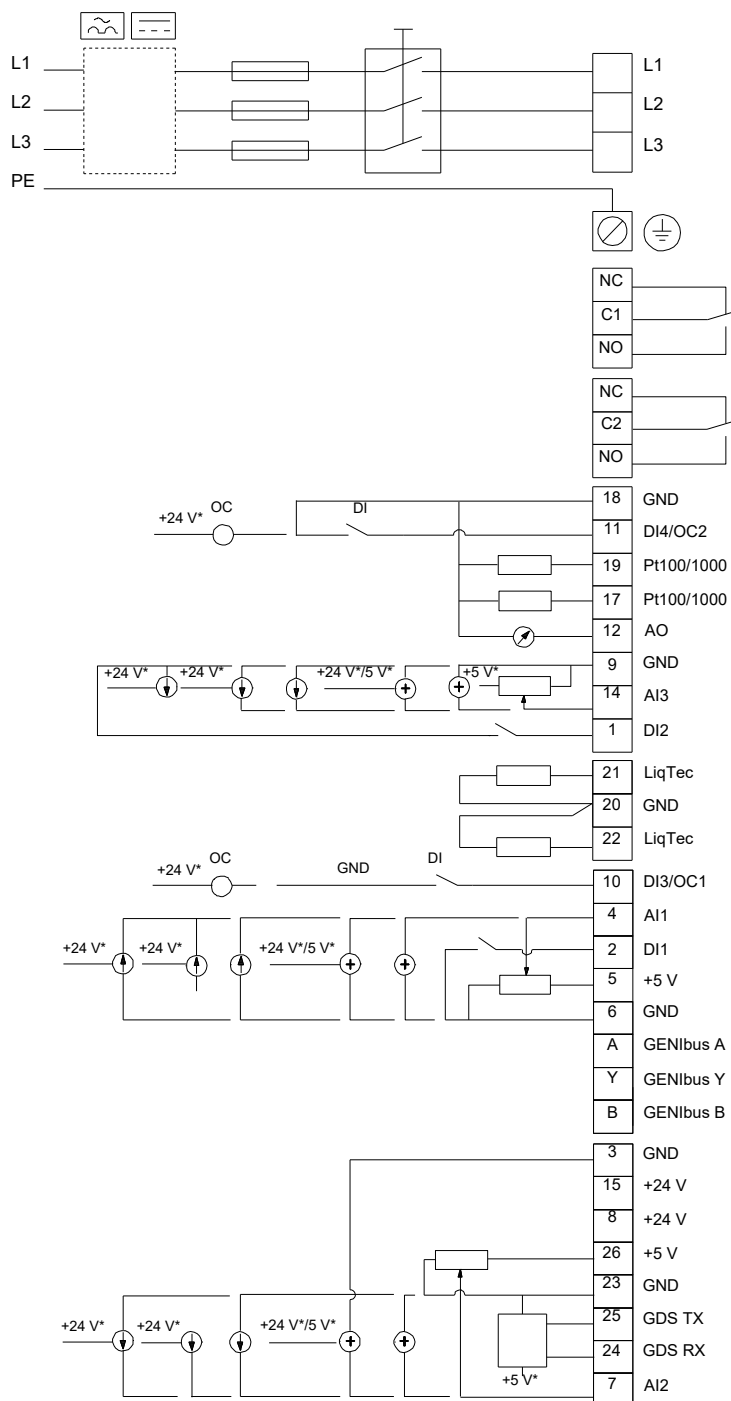 L1 L1
L2 L2
L3 L3
PE
NC
C1
NO
NC
C2
NO
18 GND
+24 V* OC DI 11 DI4/OC2
19 Pt100/1000
17 Pt100/1000
12 AO
9 GND
+24 V* +24 V* +24 V*/5 V* +5 V*
14 AI3
1 DI2
21 LiqTec
20 GND
22 LiqTec
+24 V* OC GND DI 10 DI3/OC1
4 AI1
+24 V* +24 V* +24 V*/5 V* 2 DI1
5 +5 V
6 GND
A GENIbus A
Y GENIbus Y
B GENIbus B
3 GND
15 +24 V
8 +24 V
26 +5 V
23 GND
+24 V* +24 V* +24 V*/5 V* 25 GDS TX
24 GDS RX
+5 V* 7 AI2